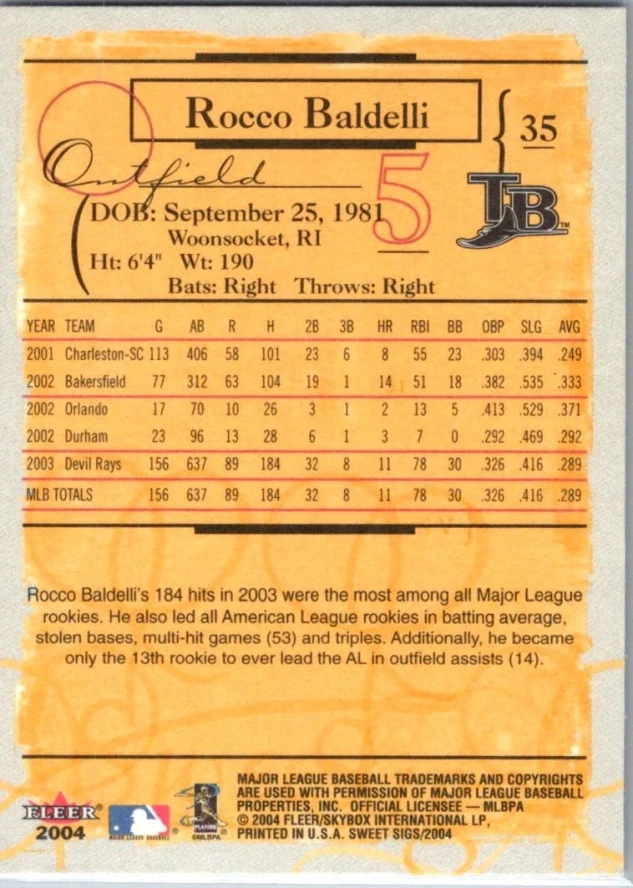 Rocco Baldelli
35
Outfield
5
TB™
DOB: September 25, 1981
Woonsocket, RI
Ht: 6'4" Wt: 190
Bats: Right Throws: Right
YEAR TEAM G AB R H 2B 3B HR RBI BB OBP SLG AVG
2001 Charleston-SC 113 406 58 101 23 6 8 55 23 .303 .394 .249
2002 Bakersfield 77 312 63 104 19 1 14 51 18 .382 .535 .333
2002 Orlando 17 70 10 26 3 1 2 13 5 .413 .529 .371
2002 Durham 23 96 13 28 6 1 3 7 0 .292 .469 .292
2003 Devil Rays 156 637 89 184 32 8 11 78 30 .326 .416 .289
MLB TOTALS 156 637 89 184 32 8 11 78 30 .326 .416 .289
Rocco Baldelli's 184 hits in 2003 were the most among all Major League
rookies. He also led all American League rookies in batting average,
stolen bases, multi-hit games (53) and triples. Additionally, he became
only the 13th rookie to ever lead the AL in outfield assists (14).
FLEER®
2004
MAJOR LEAGUE BASEBALL®
PLAYERS
©MLBPA
MAJOR LEAGUE BASEBALL TRADEMARKS AND COPYRIGHTS
ARE USED WITH PERMISSION OF MAJOR LEAGUE BASEBALL
PROPERTIES, INC. OFFICIAL LICENSEE — MLBPA
© 2004 FLEER/SKYBOX INTERNATIONAL LP,
PRINTED IN U.S.A. SWEET SIGS/2004